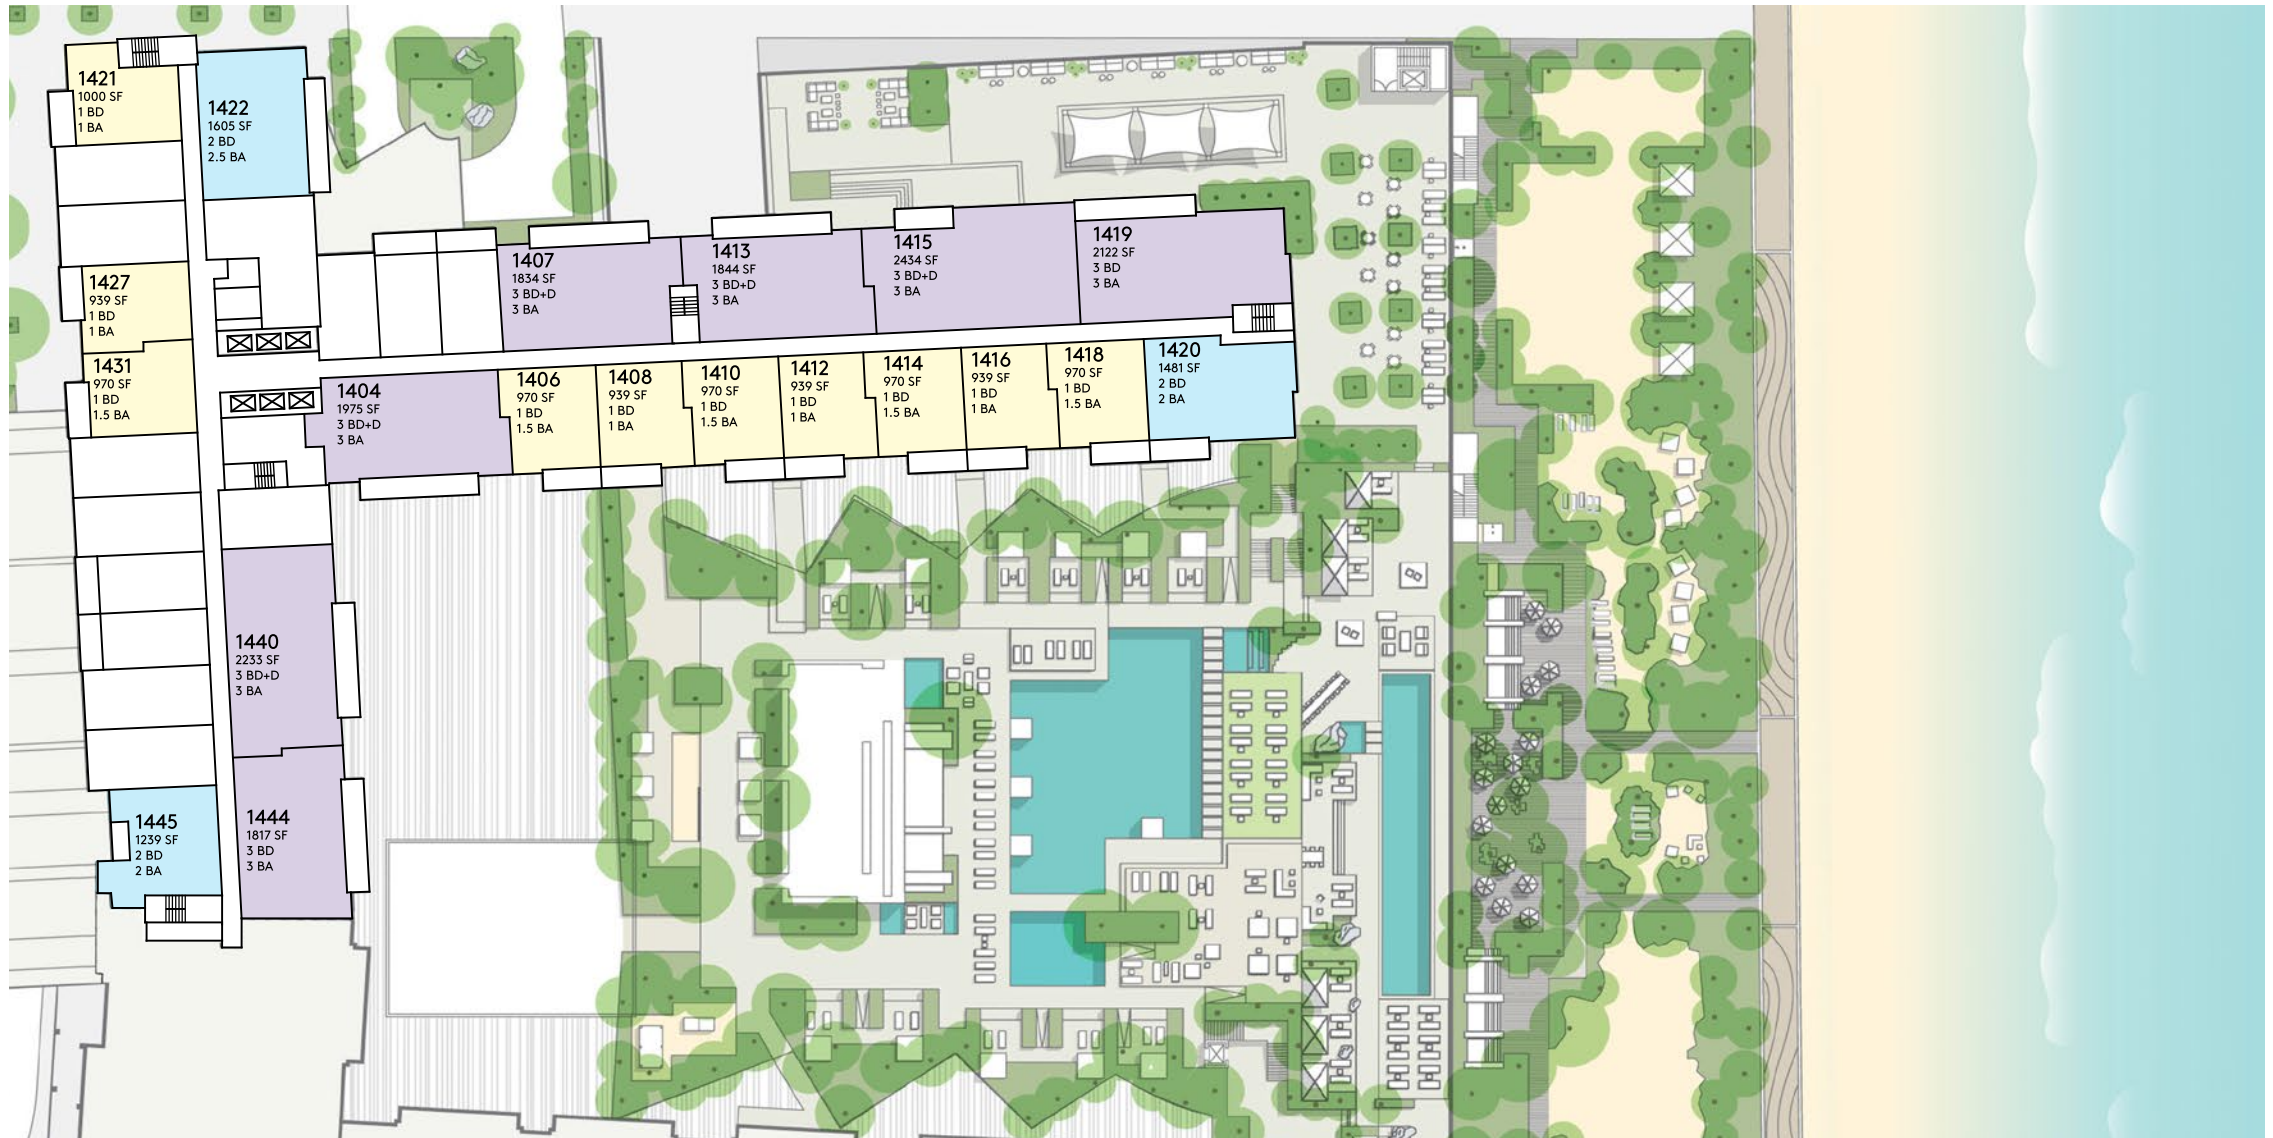 1421
1000 SF
1 BD
1 BA
1422
1605 SF
2 BD
2.5 BA
1427
939 SF
1 BD
1 BA
1431
970 SF
1 BD
1.5 BA
1407
1834 SF
3 BD+D
3 BA
1413
1844 SF
3 BD+D
3 BA
1415
2434 SF
3 BD+D
3 BA
1419
2122 SF
3 BD
3 BA
1404
1975 SF
3 BD+D
3 BA
1406
970 SF
1 BD
1.5 BA
1408
939 SF
1 BD
1 BA
1410
970 SF
1 BD
1.5 BA
1412
939 SF
1 BD
1 BA
1414
970 SF
1 BD
1.5 BA
1416
939 SF
1 BD
1 BA
1418
970 SF
1 BD
1.5 BA
1420
1481 SF
2 BD
2 BA
1440
2233 SF
3 BD+D
3 BA
1445
1239 SF
2 BD
2 BA
1444
1817 SF
3 BD
3 BA